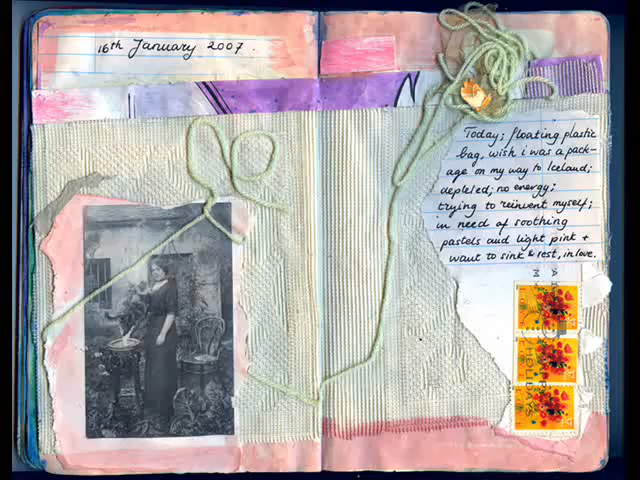 16th January 2007.
Today; floating plastic
bag, wish i was a pack-
age on my way to Iceland;
depleted; no energy;
trying to reinvent myself;
in need of soothing
pastels and light pink +
want to sink & rest, in love.
HOLIDAYS